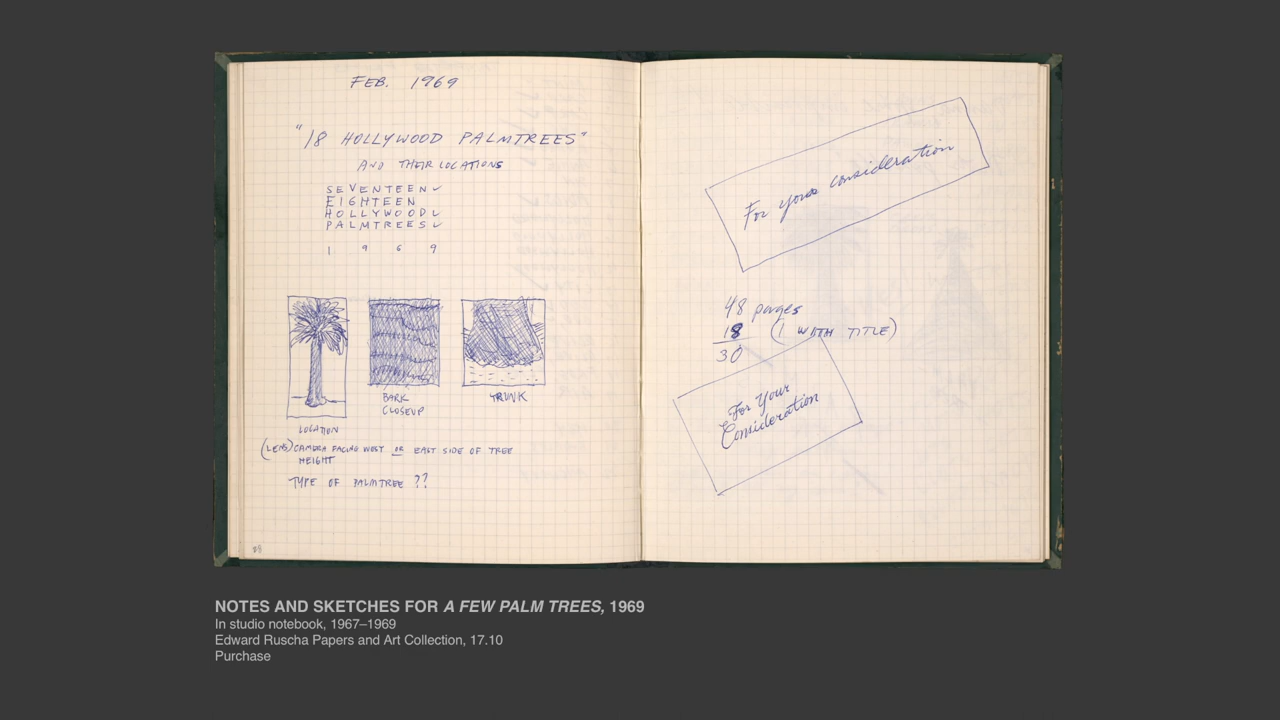 FEB. 1969
"18 HOLLYWOOD PALMTREES"
AND THEIR LOCATIONS
SEVENTEEN ✓
EIGHTEEN
HOLLYWOOD ✓
PALMTREES ✓
1 9 6 9
LOCATION
BARK
CLOSEUP
TRUNK
(LENS) CAMERA FACING WEST OR EAST SIDE OF TREE
HEIGHT
TYPE OF PALMTREE ??
For your consideration
48 pages
18 (1 WITH TITLE)
30
For Your
Consideration
NOTES AND SKETCHES FOR A FEW PALM TREES, 1969
In studio notebook, 1967–1969
Edward Ruscha Papers and Art Collection, 17.10
Purchase